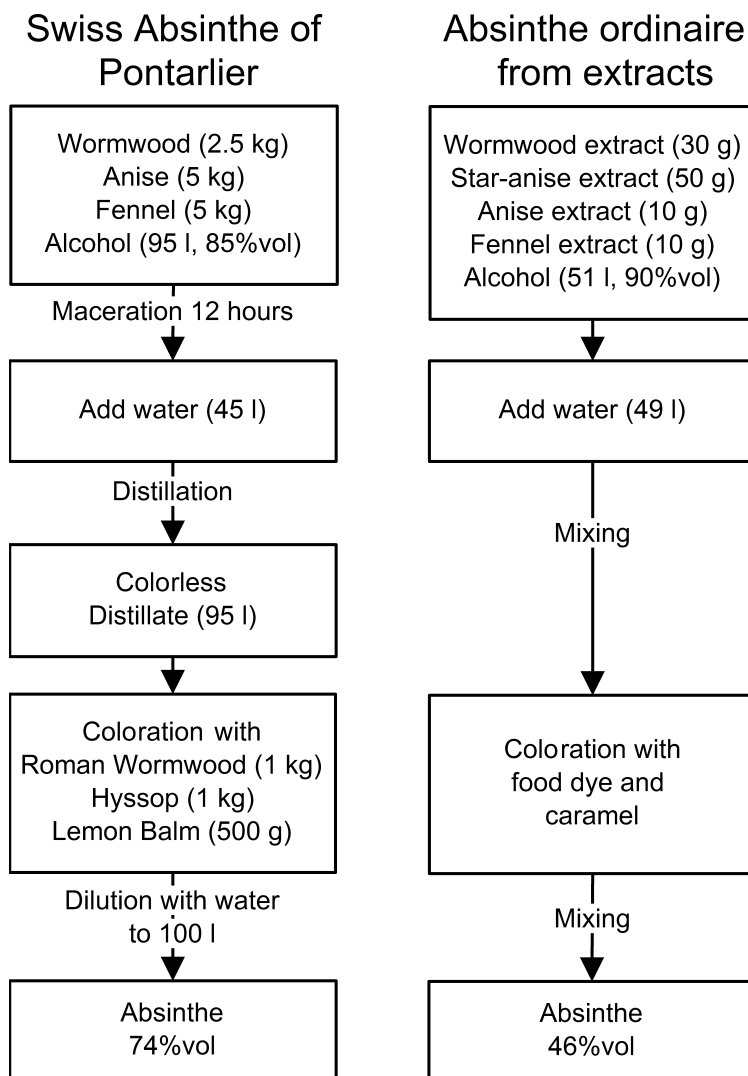 Swiss Absinthe of
Pontarlier
Wormwood (2.5 kg)
Anise (5 kg)
Fennel (5 kg)
Alcohol (95 l, 85%vol)
Maceration 12 hours
Add water (45 l)
Distillation
Colorless
Distillate (95 l)
Coloration with
Roman Wormwood (1 kg)
Hyssop (1 kg)
Lemon Balm (500 g)
Dilution with water
to 100 l
Absinthe
74%vol
Absinthe ordinaire
from extracts
Wormwood extract (30 g)
Star-anise extract (50 g)
Anise extract (10 g)
Fennel extract (10 g)
Alcohol (51 l, 90%vol)
Add water (49 l)
Mixing
Coloration with
food dye and
caramel
Mixing
Absinthe
46%vol